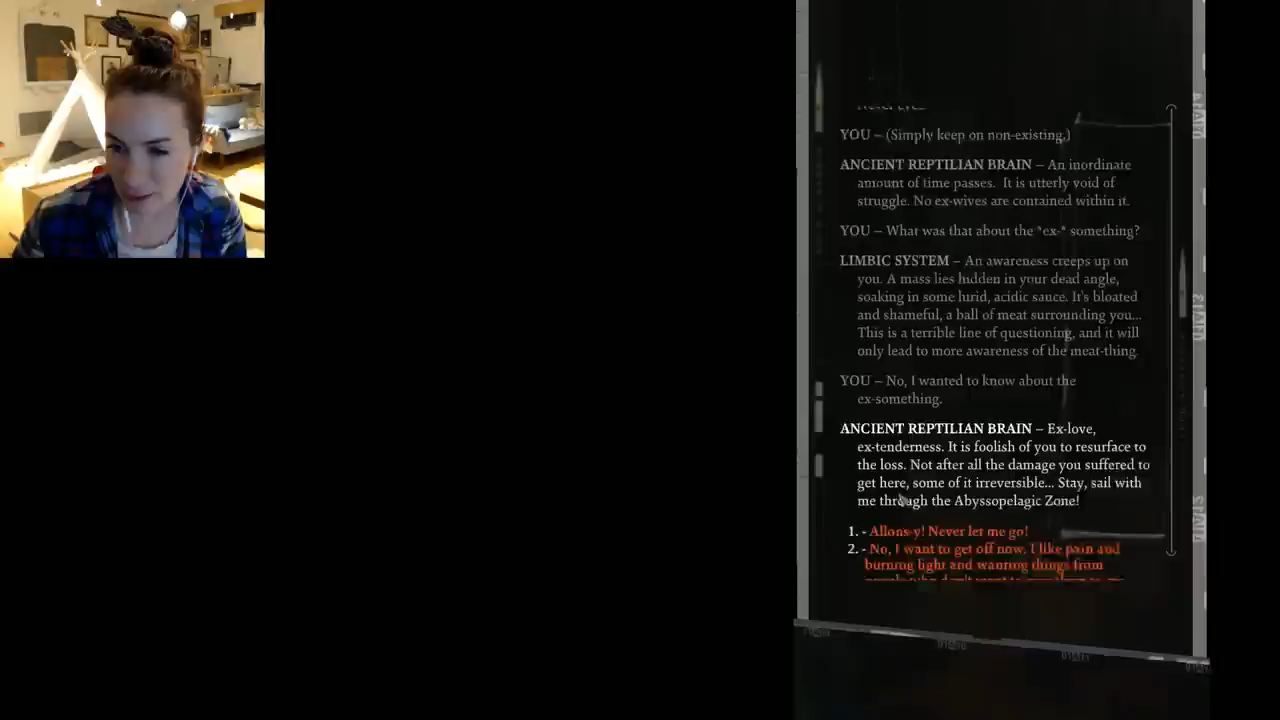 YOU – (Simply keep on non-existing.)
ANCIENT REPTILIAN BRAIN – An inordinate
amount of time passes. It is utterly void of
struggle. No ex-wives are contained within it.
YOU – What was that about the *ex-* something?
LIMBIC SYSTEM – An awareness creeps up on
you. A mass lies hidden in your dead angle,
soaking in some lurid, acidic sauce. It's bloated
and shameful, a ball of meat surrounding you...
This is a terrible line of questioning, and it will
only lead to more awareness of the meat-thing.
YOU – No, I wanted to know about the
ex-something.
ANCIENT REPTILIAN BRAIN – Ex-love,
ex-tenderness. It is foolish of you to resurface to
the loss. Not after all the damage you suffered to
get here, some of it irreversible... Stay, sail with
me through the Abyssopelagic Zone!
1. - Allons-y! Never let me go!
2. - No, I want to get off now. I like pain and
burning light and wanting things from